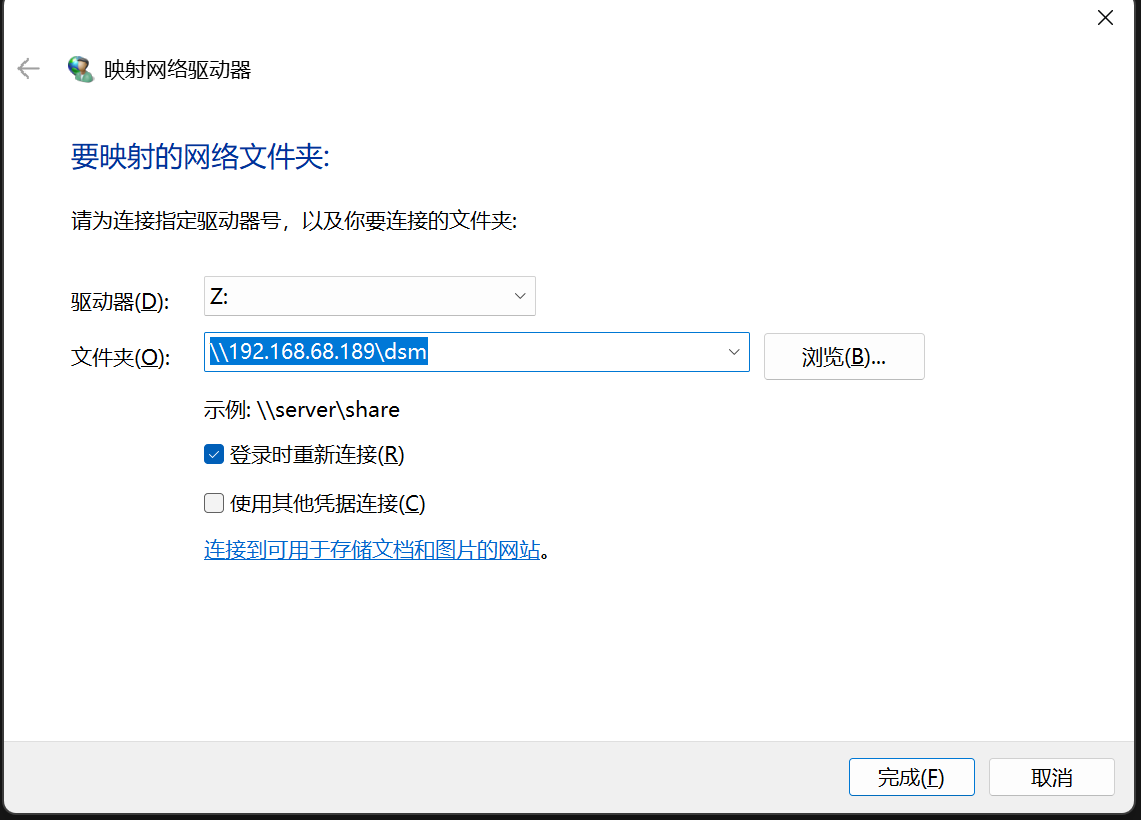 映射网络驱动器
要映射的网络文件夹:
请为连接指定驱动器号，以及你要连接的文件夹:
驱动器(D): Z:
文件夹(O): \\192.168.68.189\dsm 浏览(B)...
示例: \\server\share
登录时重新连接(R)
使用其他凭据连接(C)
连接到可用于存储文档和图片的网站。
完成(F) 取消